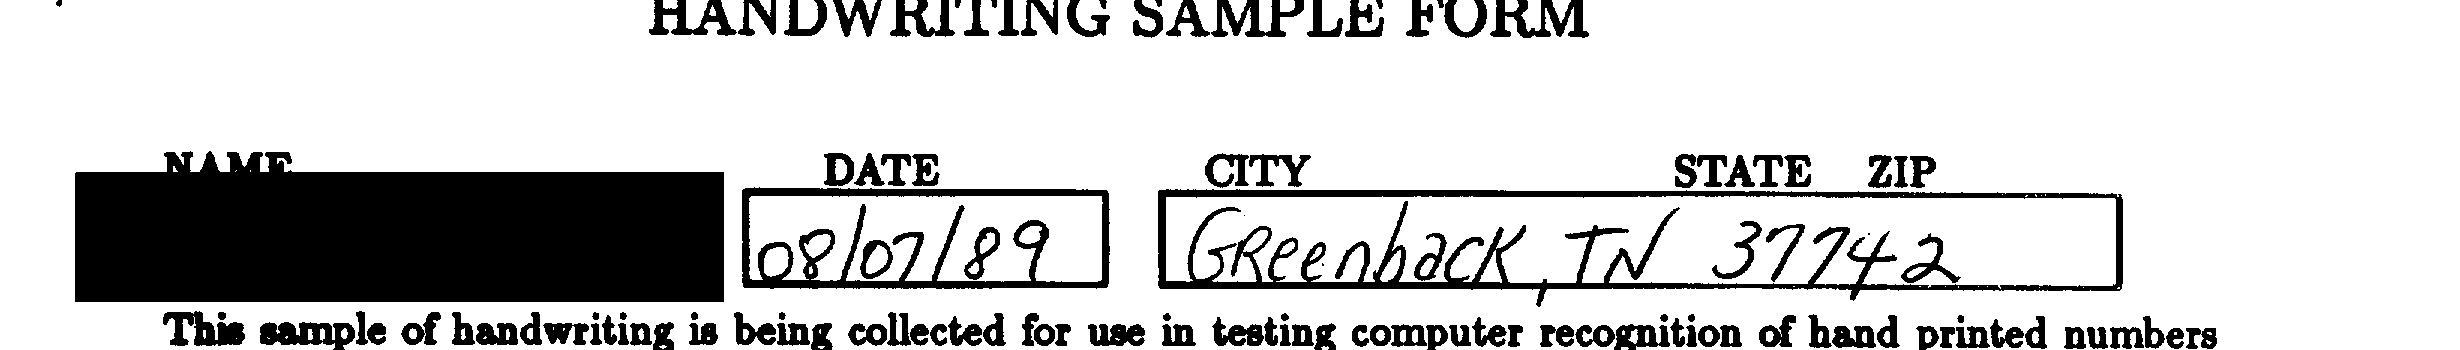 HANDWRITING SAMPLE FORM
NAME DATE CITY STATE ZIP
08/07/89 GReenback, TN 37742
This sample of handwriting is being collected for use in testing computer recognition of hand printed numbers